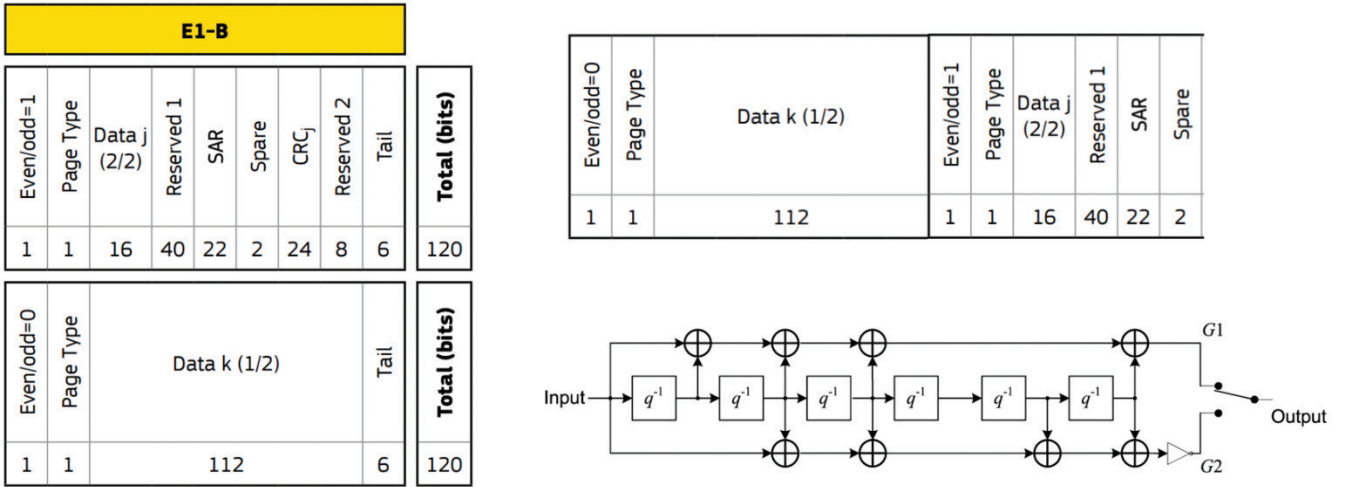 E1-B
Even/odd=1 Page Type Data j (2/2) Reserved 1 SAR Spare CRCj Reserved 2 Tail Total (bits)
1 1 16 40 22 2 24 8 6 120
Even/odd=0 Page Type Data k (1/2) Tail Total (bits)
1 1 112 6 120
Even/odd=0 Page Type Data k (1/2) Even/odd=1 Page Type Data j (2/2) Reserved 1 SAR Spare
1 1 112 1 1 16 40 22 2
G1
Input q⁻¹ q⁻¹ q⁻¹ q⁻¹ q⁻¹ q⁻¹ Output
G2